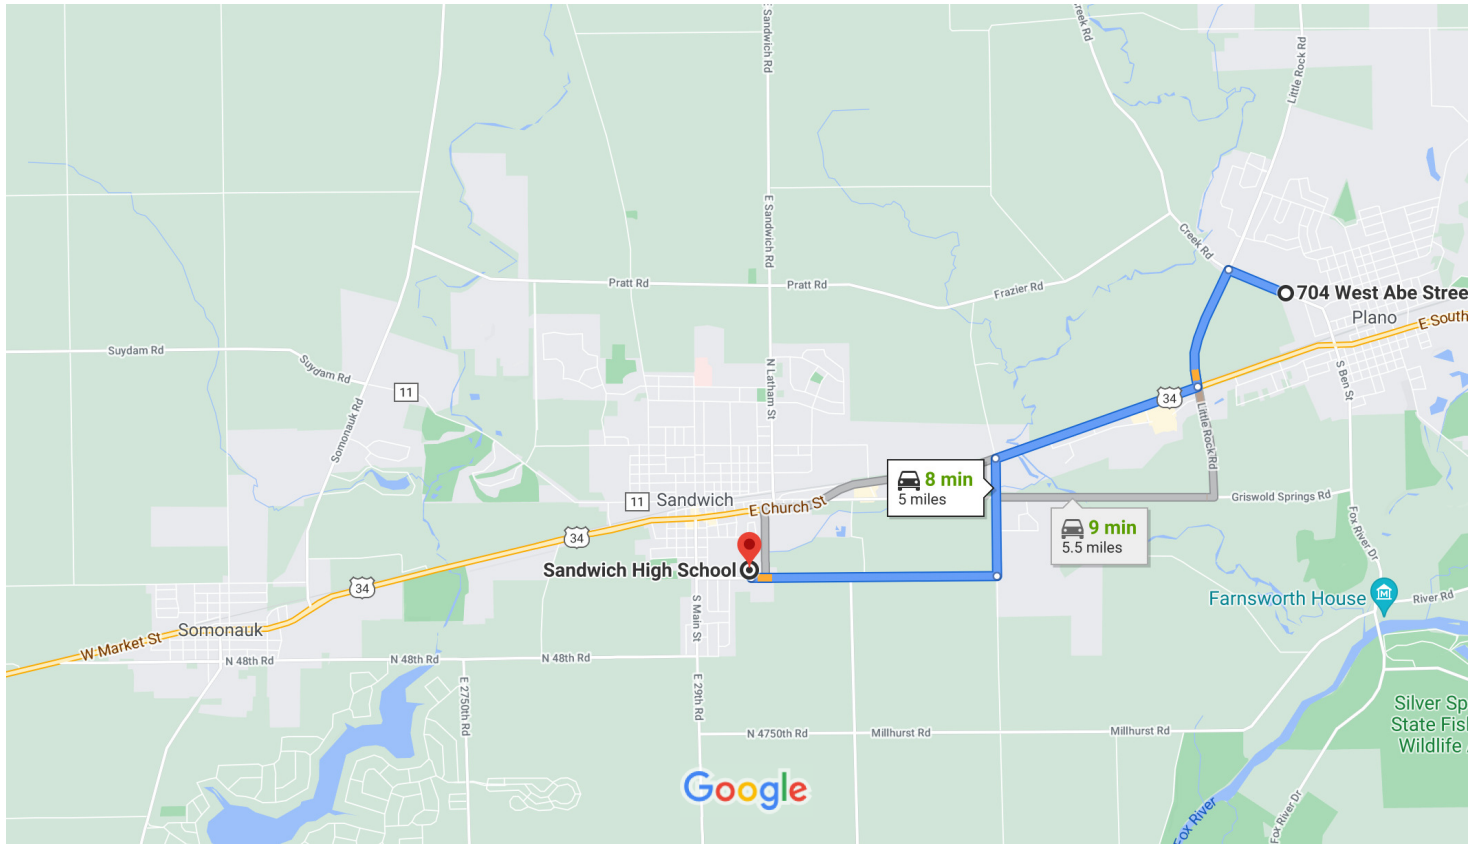 E Sandwich Rd
Creek Rd
Little Rock Rd
E Sandwich Rd
Creek Rd
Pratt Rd
Pratt Rd
Frazier Rd
704 West Abe Stree
Plano
E South
Suydam Rd
Suydam Rd
11
Somonauk Rd
N Latham St
S Ben St
34
Little Rock Rd
8 min
5 miles
11
Sandwich
E Church St
Griswold Springs Rd
9 min
5.5 miles
Fox River Dr
34
Sandwich High School
34
Farnsworth House
River Rd
S Main St
Somonauk
W Market St
N 48th Rd
N 48th Rd
N 48th Rd
E 2750th Rd
E 29th Rd
N 4750th Rd
Millhurst Rd
Millhurst Rd
Silver Sp
State Fis
Wildlife
Google
Fox River
Fox River Dr